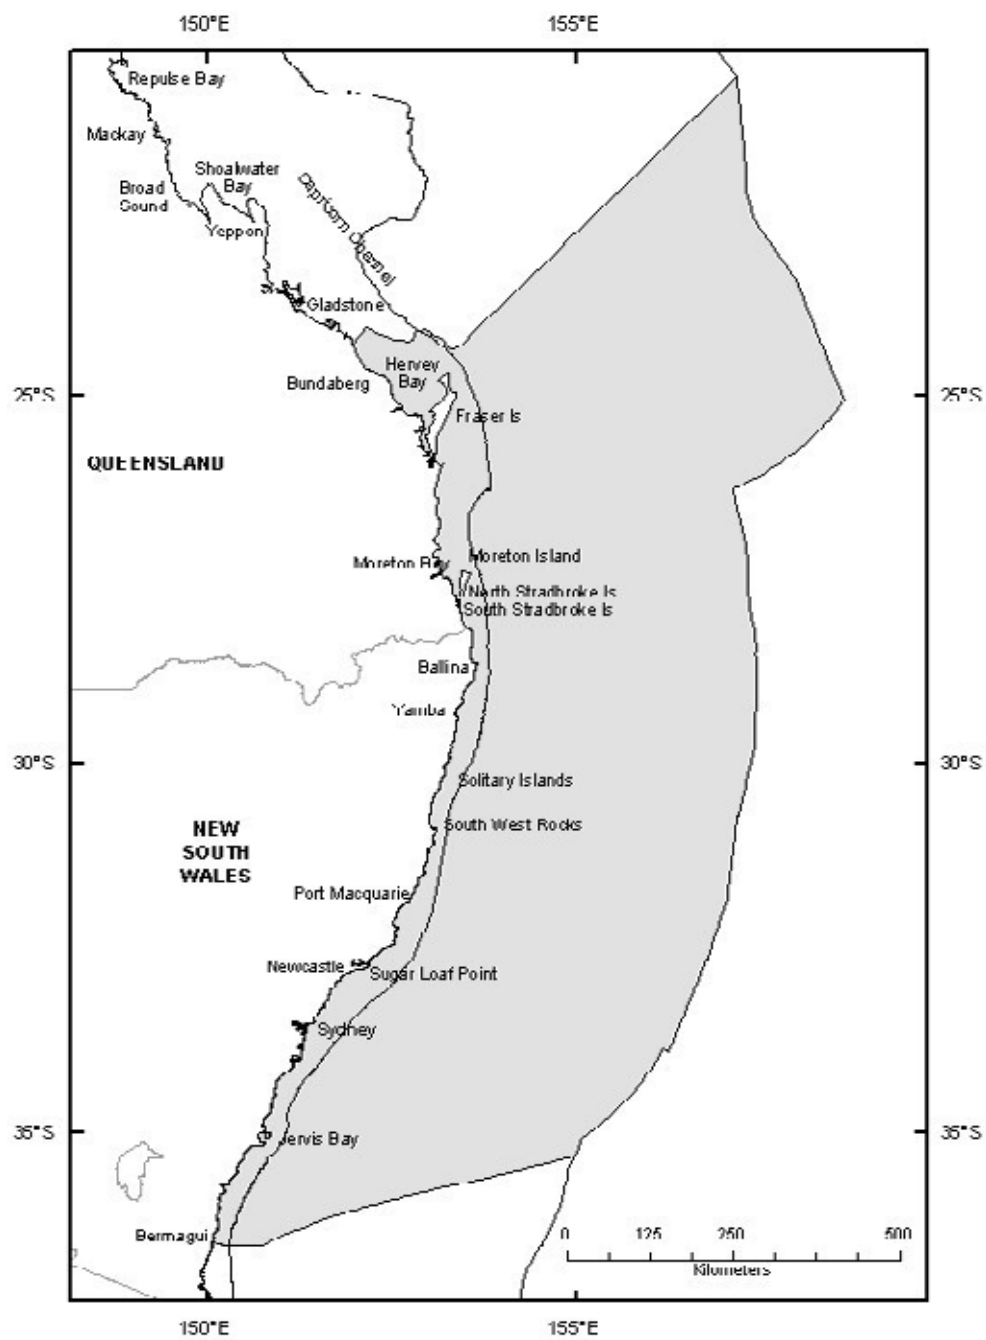 150°E
155°E
Repulse Bay
Mackay
Shoalwater
Bay
Broad
Sound
Yeppon
Capricorn Channel
Gladstone
Hervey
Bay
Bundaberg
25°S
25°S
Fraser Is
QUEENSLAND
Moreton Bay
Moreton Island
North Stradbroke Is
South Stradbroke Is
Ballina
Yamba
30°S
30°S
Solitary Islands
South West Rocks
NEW
SOUTH
WALES
Port Macquarie
Newcastle
Sugar Loaf Point
Sydney
35°S
35°S
Jervis Bay
Bermagui
0 125 250 500
Kilometers
150°E
155°E